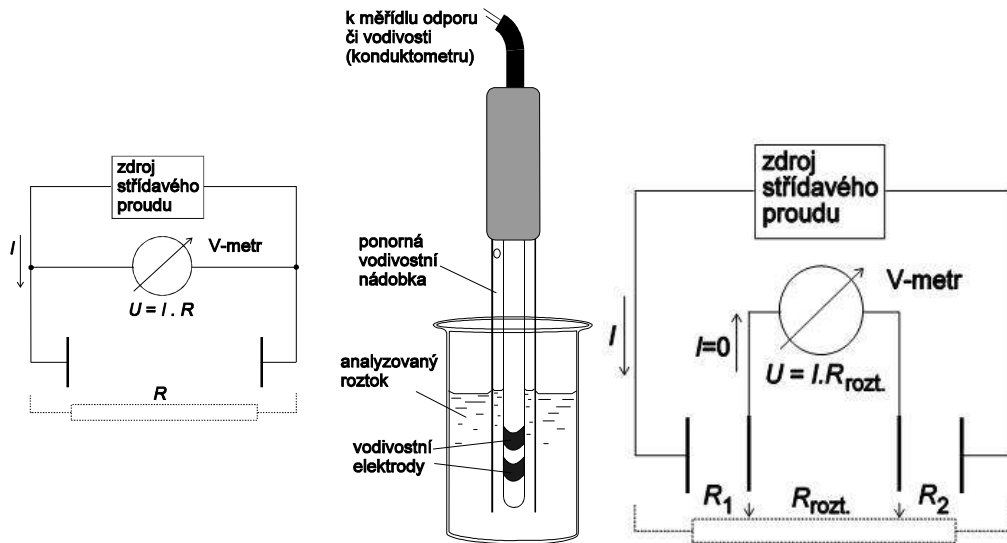 zdroj
střídavého
proudu
I
V-metr
U = I . R
R
k měřídlu odporu
či vodivosti
(konduktometru)
ponorná
vodivostní
nádobka
analyzovaný
roztok
vodivostní
elektrody
zdroj
střídavého
proudu
I
V-metr
I=0
U = I.Rrozt.
R1
Rrozt.
R2